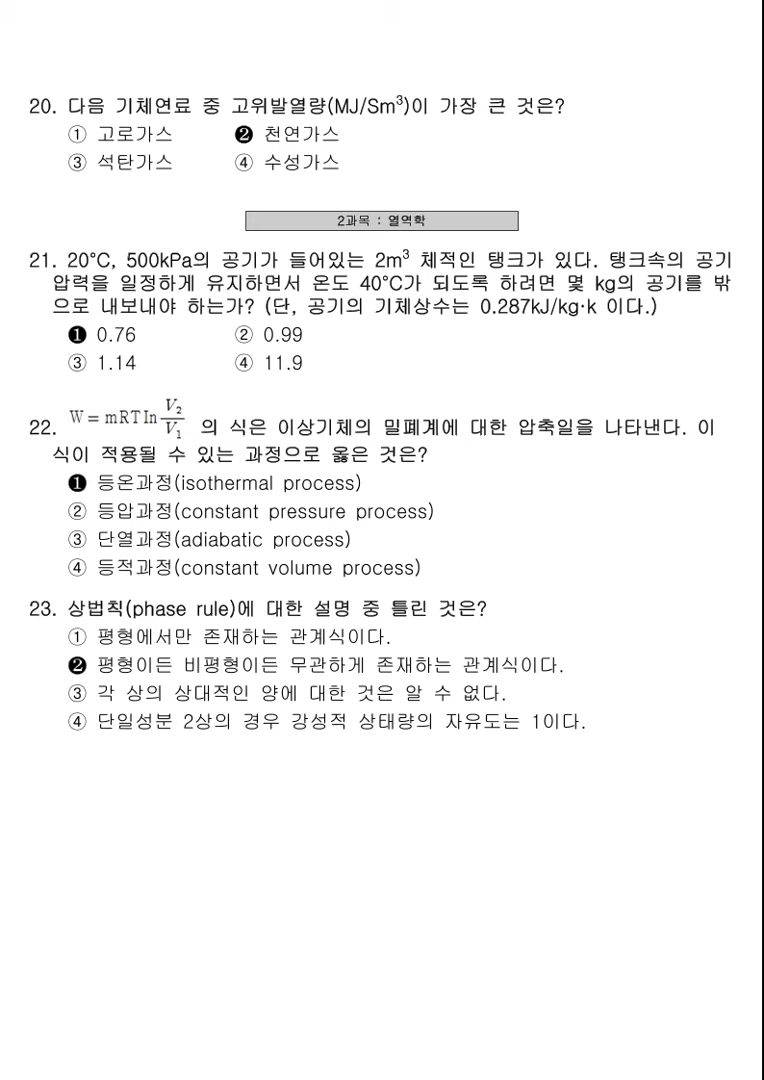 20. 다음 기체연료 중 고위발열량(MJ/Sm³)이 가장 큰 것은?
① 고로가스 ❷ 천연가스
③ 석탄가스 ④ 수성가스
2과목 : 열역학
21. 20°C, 500kPa의 공기가 들어있는 2m³ 체적인 탱크가 있다. 탱크속의 공기
압력을 일정하게 유지하면서 온도 40°C가 되도록 하려면 몇 kg의 공기를 밖
으로 내보내야 하는가? (단, 공기의 기체상수는 0.287kJ/kg·k 이다.)
❶ 0.76 ② 0.99
③ 1.14 ④ 11.9
22. W = mRT ln V₂/V₁ 의 식은 이상기체의 밀폐계에 대한 압축일을 나타낸다. 이
식이 적용될 수 있는 과정으로 옳은 것은?
❶ 등온과정(isothermal process)
② 등압과정(constant pressure process)
③ 단열과정(adiabatic process)
④ 등적과정(constant volume process)
23. 상법칙(phase rule)에 대한 설명 중 틀린 것은?
① 평형에서만 존재하는 관계식이다.
❷ 평형이든 비평형이든 무관하게 존재하는 관계식이다.
③ 각 상의 상대적인 양에 대한 것은 알 수 없다.
④ 단일성분 2상의 경우 강성적 상태량의 자유도는 1이다.